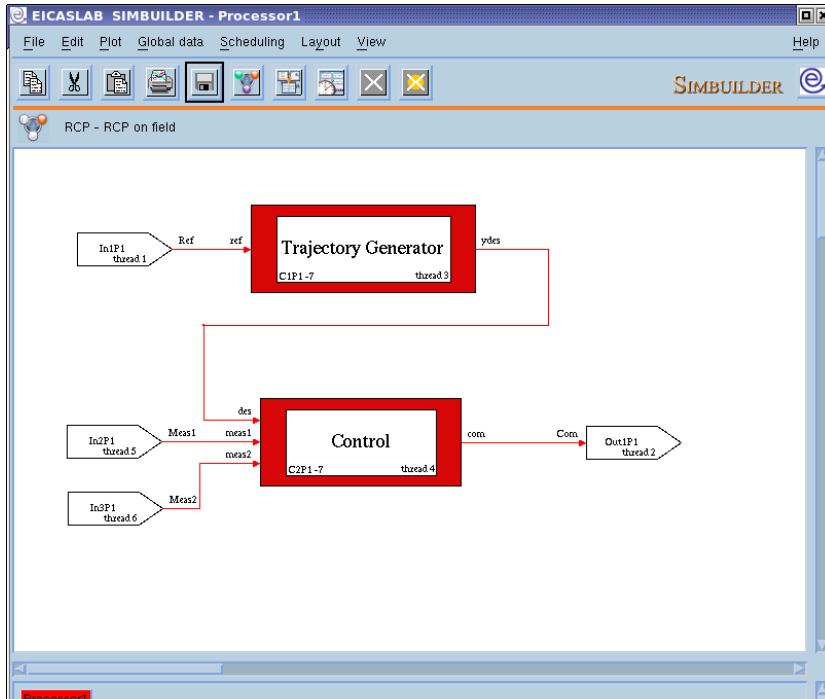 EICASLAB SIMBUILDER - Processor1
File Edit Plot Global data Scheduling Layout View Help
SIMBUILDER
RCP - RCP on field
In1P1
thread.1
Ref
ref
Trajectory Generator
C1P1-7
thread.3
ydes
des
In2P1
thread.5
Meas1
meas1
meas2
Control
C2P1-7
thread.4
com
Com
Out1P1
thread.2
In3P1
thread.6
Meas2
Processor1